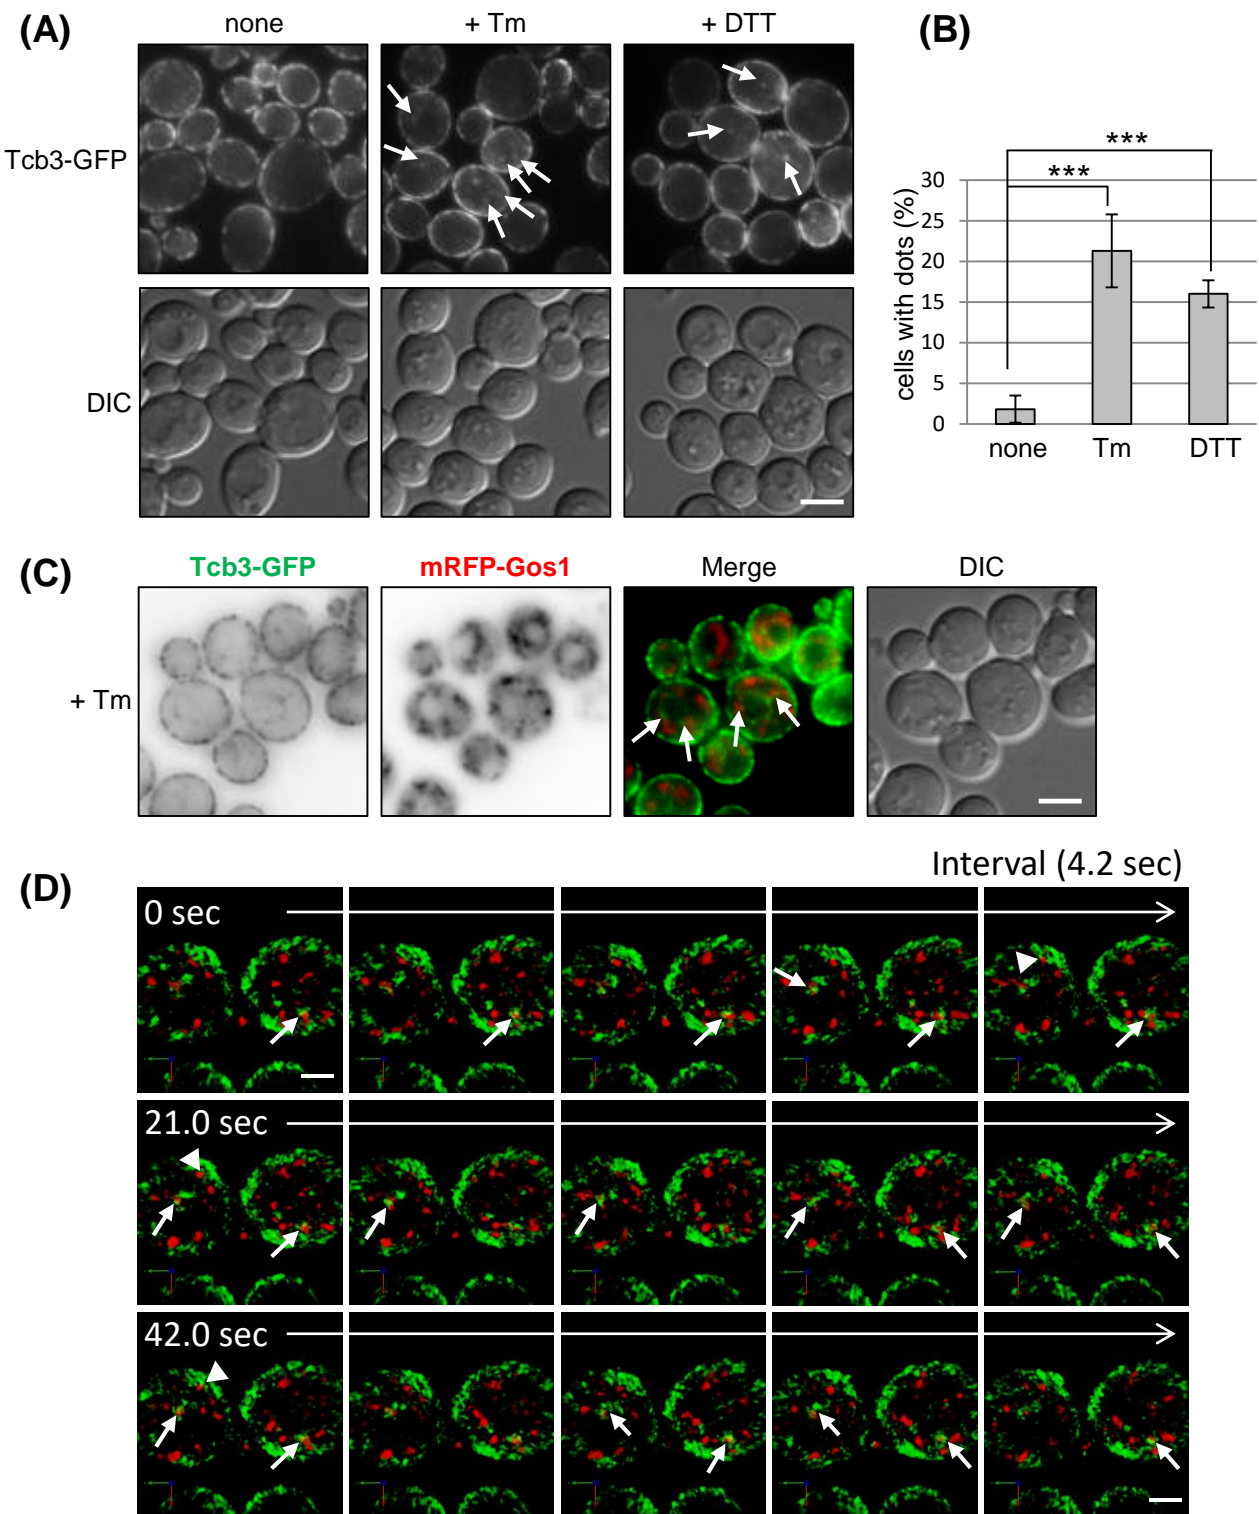 (A)
none
+ Tm
+ DTT
Tcb3-GFP
DIC
(B)
***
***
cells with dots (%)
30
25
20
15
10
5
0
none
Tm
DTT
(C)
Tcb3-GFP
mRFP-Gos1
Merge
DIC
+ Tm
(D)
Interval (4.2 sec)
0 sec
21.0 sec
42.0 sec